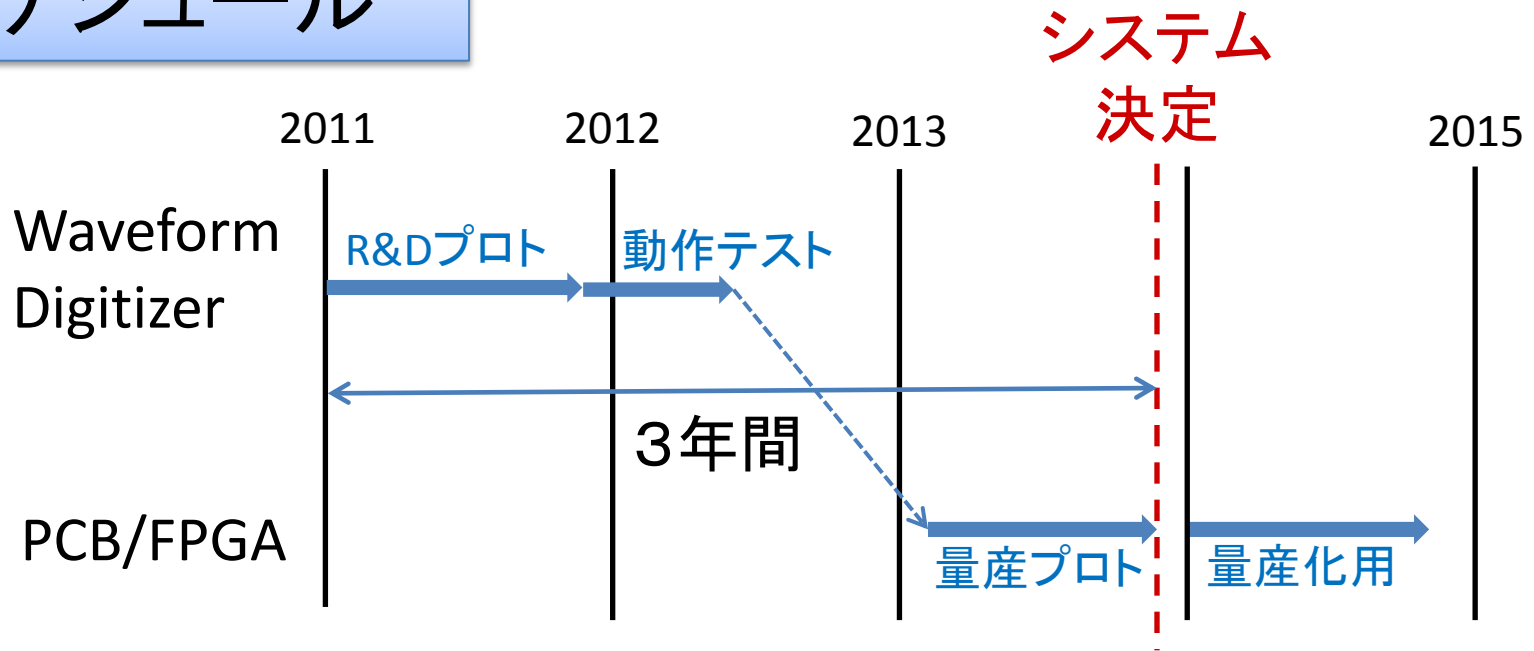 ケジュール
システム
決定
2011
2012
2013
2015
Waveform
Digitizer
R&Dプロト
動作テスト
3年間
PCB/FPGA
量産プロト
量産化用